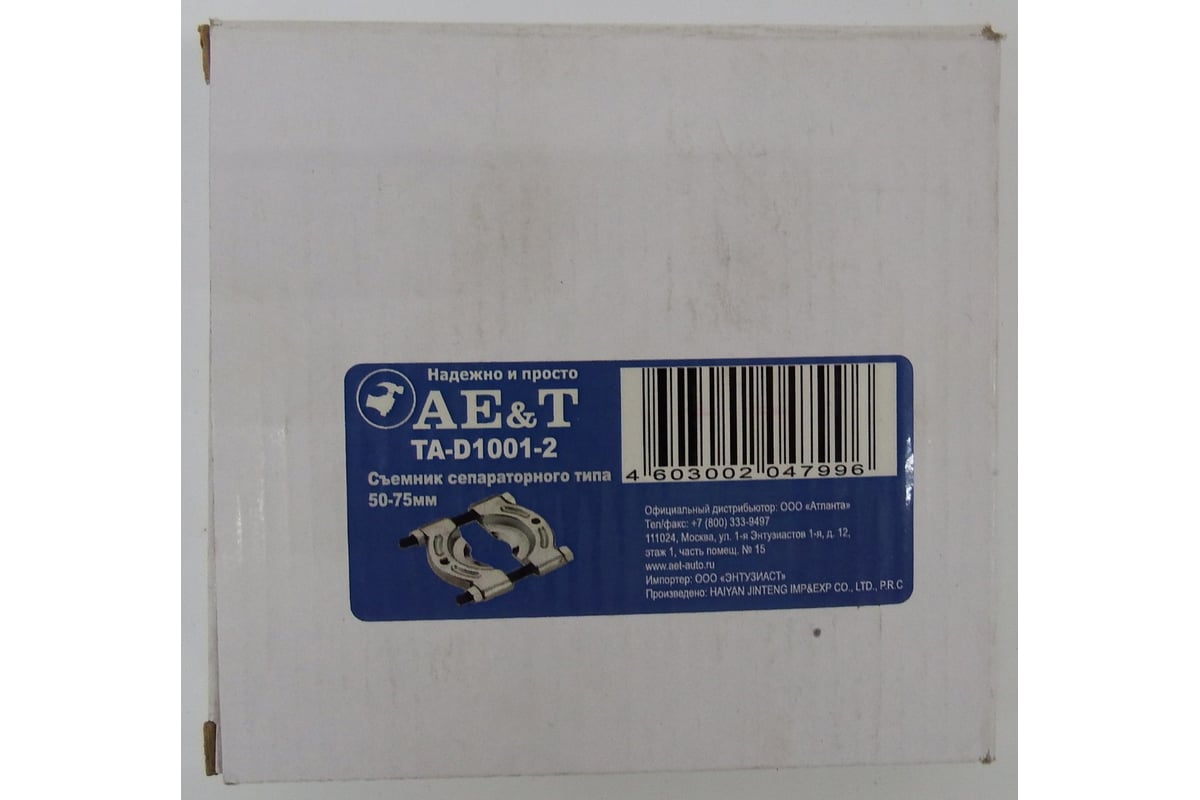 Надежно и просто
AE&T
TA-D1001-2
Съемник сепараторного типа
50-75мм
4 603002 047996
Официальный дистрибьютор: ООО «Атланта»
Тел/факс: +7 (800) 333-9497
111024, Москва, ул. 1-я Энтузиастов 1-я, д. 12,
этаж 1, часть помещ. № 15
www.aet-auto.ru
Импортер: ООО «ЭНТУЗИАСТ»
Произведено: HAIYAN JINTENG IMP&EXP CO., LTD., P.R.C